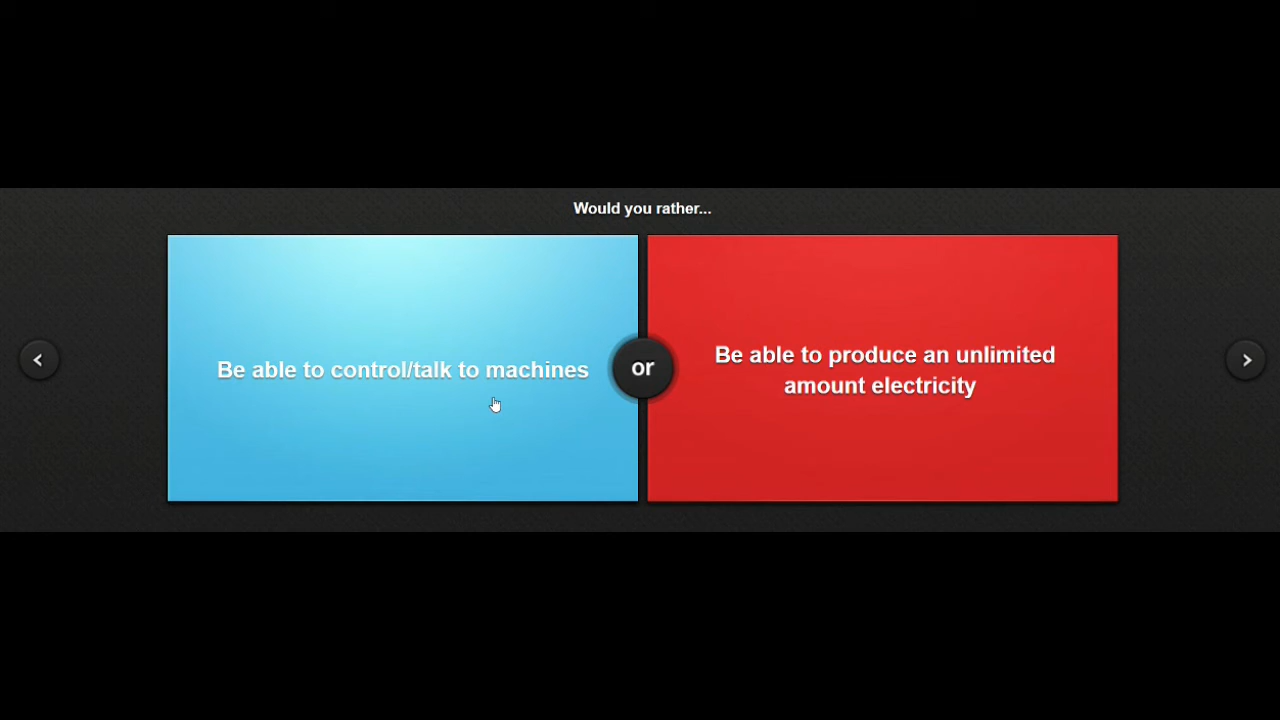 Would you rather...
Be able to control/talk to machines
or
Be able to produce an unlimited
amount electricity